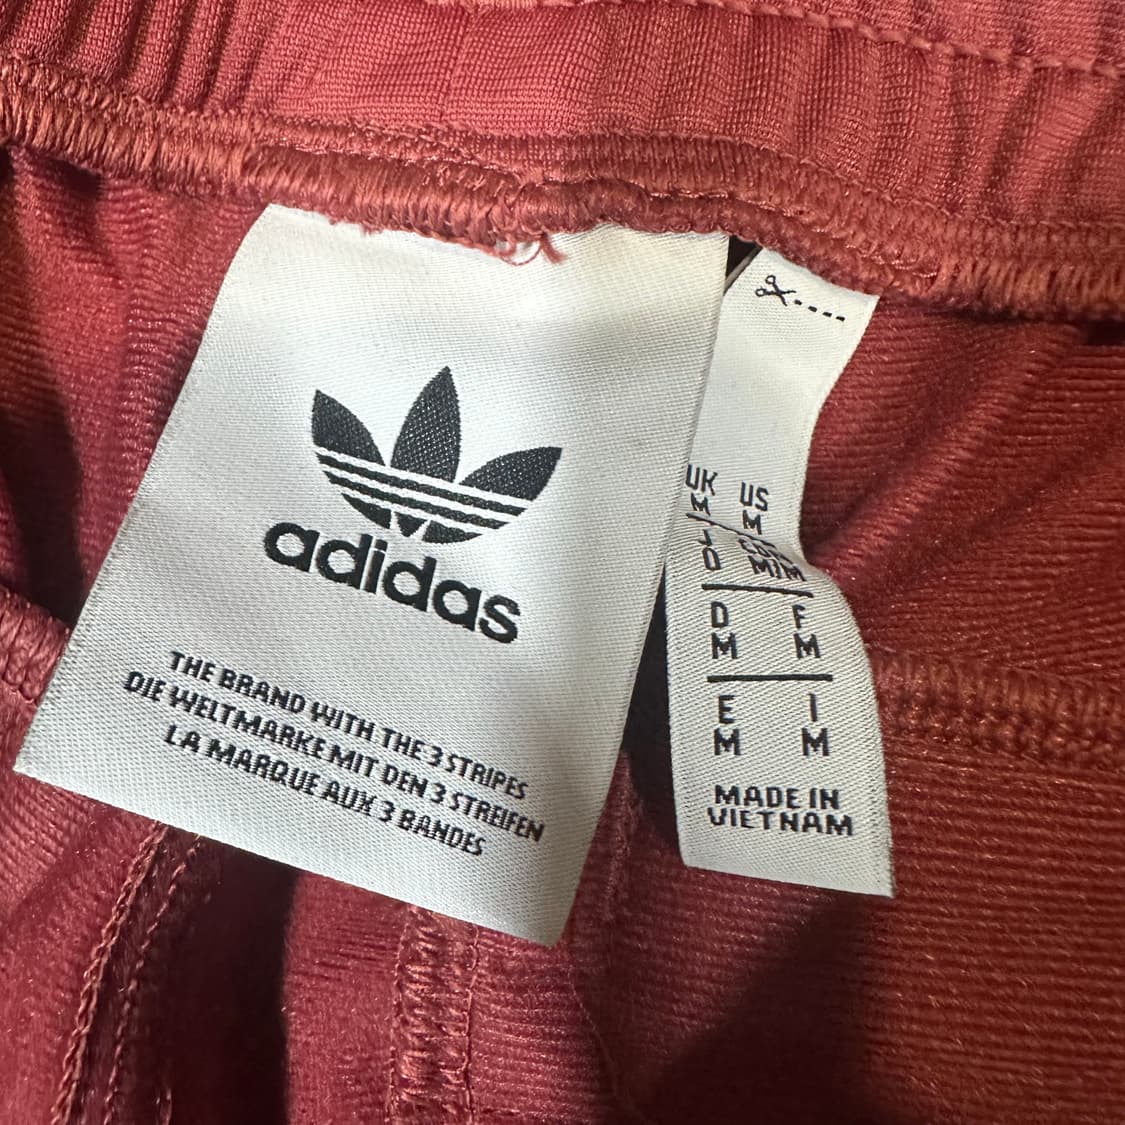 adidas
THE BRAND WITH THE 3 STRIPES
DIE WELTMARKE MIT DEN 3 STREIFEN
LA MARQUE AUX 3 BANDES
UK US
M M
J
O M/M
D F
M M
E I
M M
MADE IN
VIETNAM